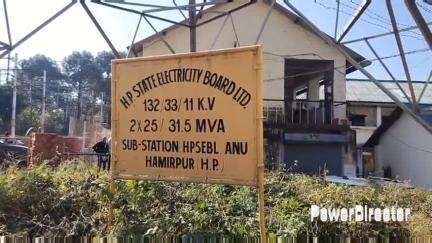 H.P. STATE ELECTRICITY BOARD LTD.
132/33/11 K.V
2X25/31.5 MVA
SUB-STATION HPSEBL ANU
HAMIRPUR H.P.
PowerDirector